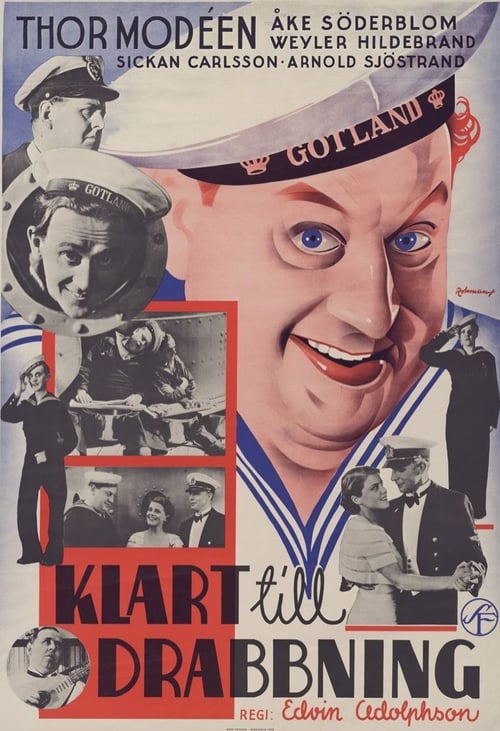 THOR MODÉEN
ÅKE SÖDERBLOM
WEYLER HILDEBRAND
SICKAN CARLSSON · ARNOLD SJÖSTRAND
GOTLAND
GOTLAND
KLART till
DRABBNING
SF
REGI: Edvin Adolphson